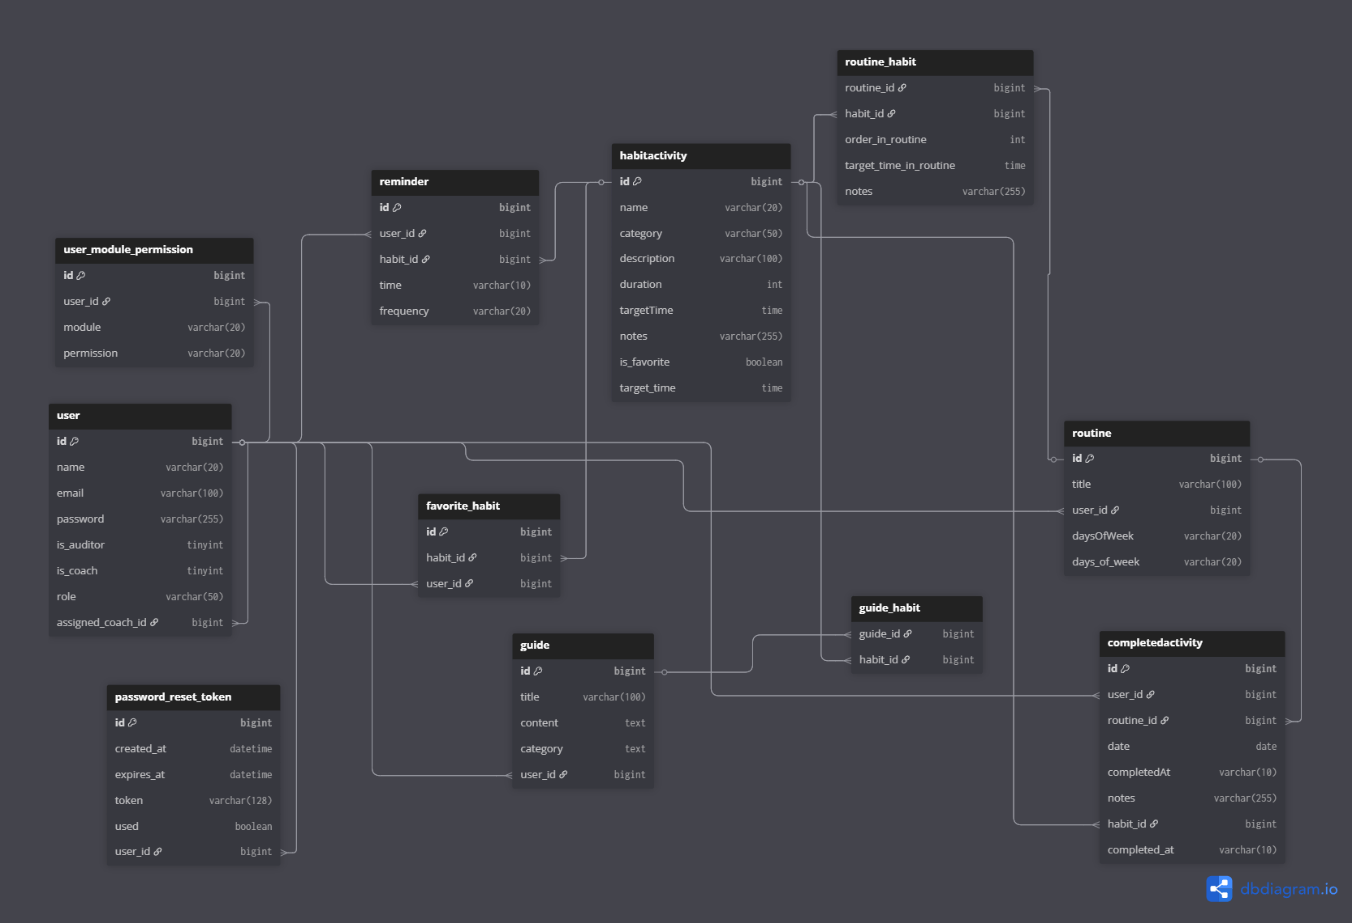 routine_habit
routine_id bigint
habit_id bigint
order_in_routine int
target_time_in_routine time
notes varchar(255)
habitactivity
id bigint
name varchar(20)
category varchar(50)
description varchar(100)
duration int
targetTime time
notes varchar(255)
is_favorite boolean
target_time time
reminder
id bigint
user_id bigint
habit_id bigint
time varchar(10)
frequency varchar(20)
user_module_permission
id bigint
user_id bigint
module varchar(20)
permission varchar(20)
user
id bigint
name varchar(20)
email varchar(100)
password varchar(255)
is_auditor tinyint
is_coach tinyint
role varchar(50)
assigned_coach_id bigint
routine
id bigint
title varchar(100)
user_id bigint
daysOfWeek varchar(20)
days_of_week varchar(20)
favorite_habit
id bigint
habit_id bigint
user_id bigint
guide_habit
guide_id bigint
habit_id bigint
guide
id bigint
title varchar(100)
content text
category text
user_id bigint
completedactivity
id bigint
user_id bigint
routine_id bigint
date date
completedAt varchar(10)
notes varchar(255)
habit_id bigint
completed_at varchar(10)
password_reset_token
id bigint
created_at datetime
expires_at datetime
token varchar(128)
used boolean
user_id bigint
dbdiagram.io